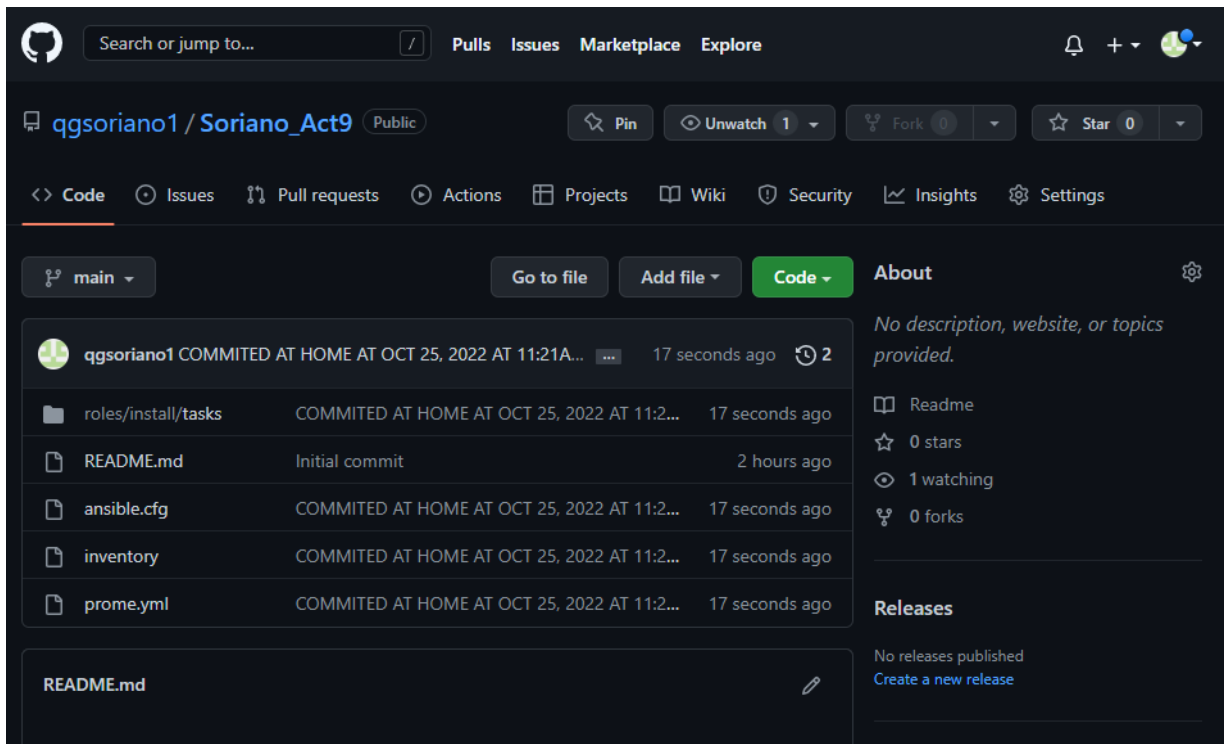 Search or jump to... /
Pulls Issues Marketplace Explore
qgsoriano1 / Soriano_Act9 Public
Pin Unwatch 1 Fork 0 Star 0
Code Issues Pull requests Actions Projects Wiki Security Insights Settings
main Go to file Add file Code
qgsoriano1 COMMITED AT HOME AT OCT 25, 2022 AT 11:21A... ... 17 seconds ago 2
roles/install/tasks COMMITED AT HOME AT OCT 25, 2022 AT 11:2... 17 seconds ago
README.md Initial commit 2 hours ago
ansible.cfg COMMITED AT HOME AT OCT 25, 2022 AT 11:2... 17 seconds ago
inventory COMMITED AT HOME AT OCT 25, 2022 AT 11:2... 17 seconds ago
prome.yml COMMITED AT HOME AT OCT 25, 2022 AT 11:2... 17 seconds ago
README.md
About
No description, website, or topics
provided.
Readme
0 stars
1 watching
0 forks
Releases
No releases published
Create a new release